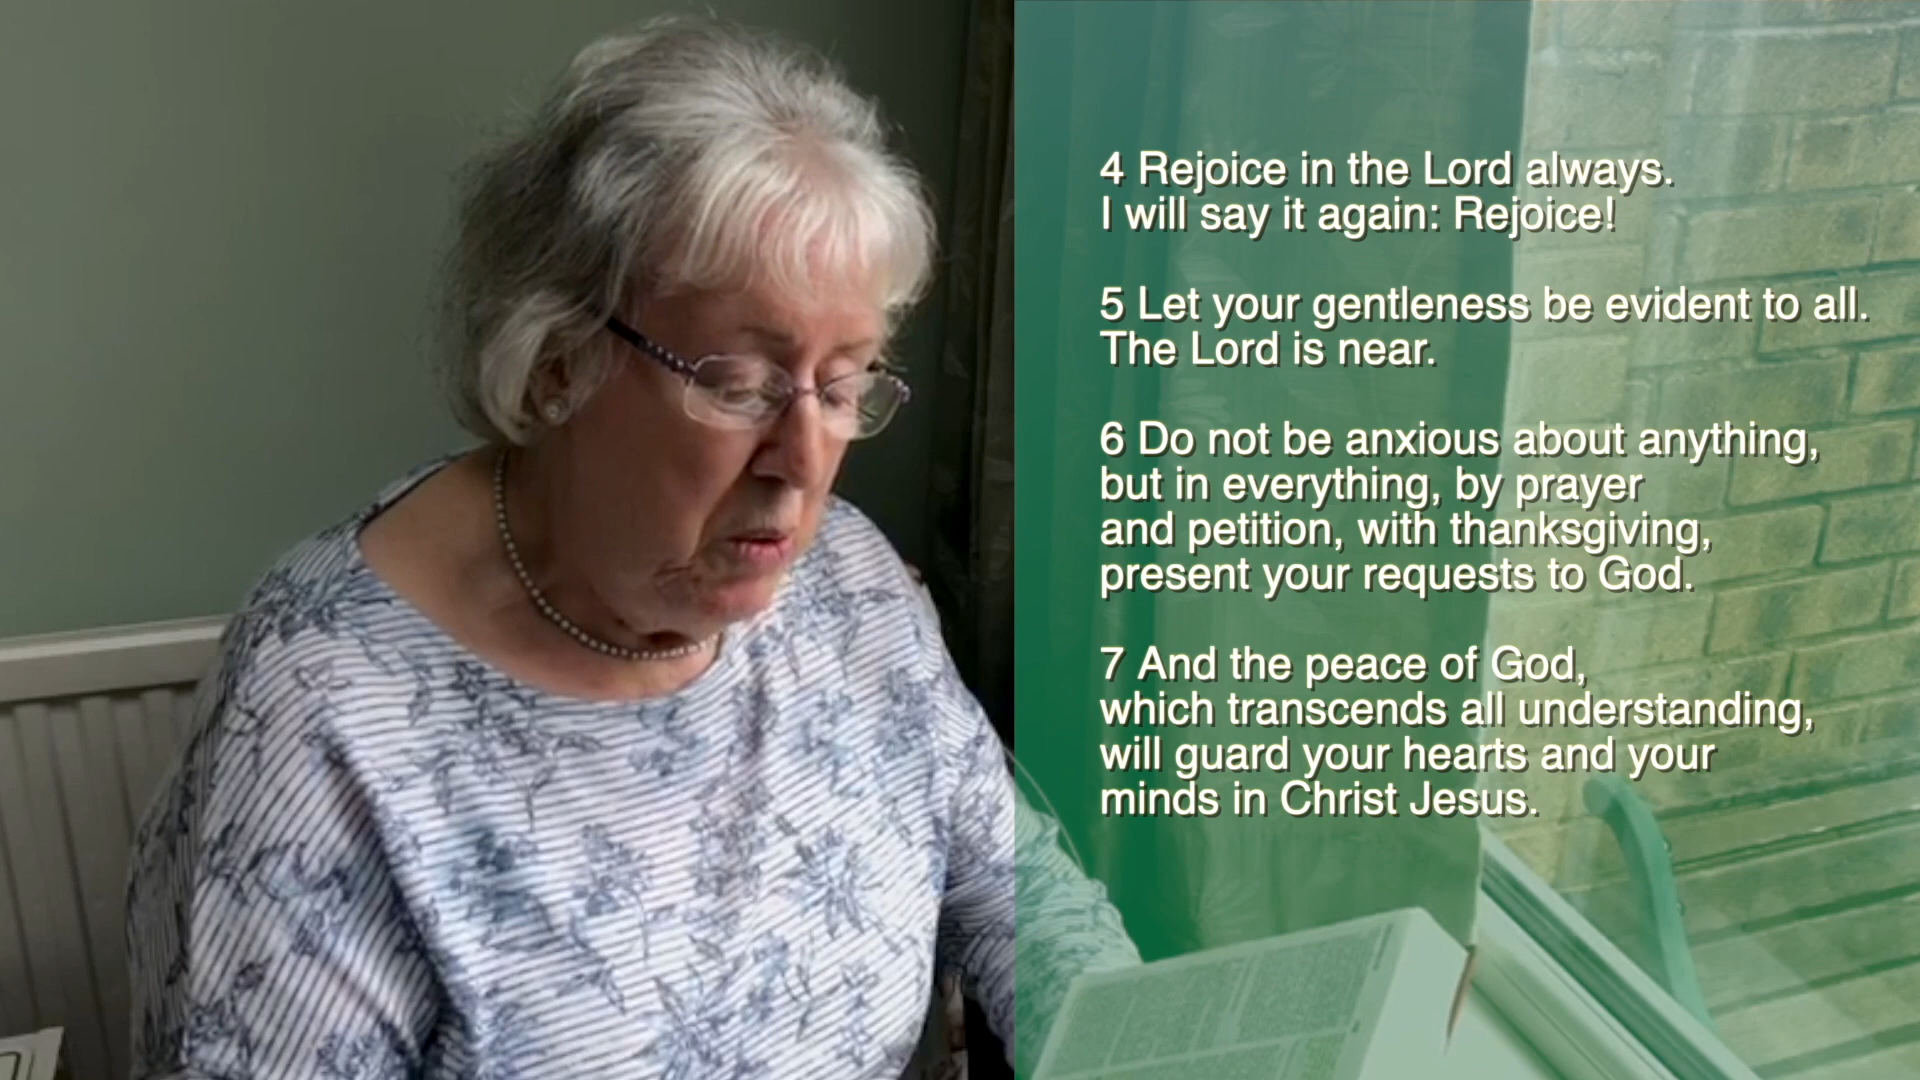 4 Rejoice in the Lord always.
I will say it again: Rejoice!
5 Let your gentleness be evident to all.
The Lord is near.
6 Do not be anxious about anything,
but in everything, by prayer
and petition, with thanksgiving,
present your requests to God.
7 And the peace of God,
which transcends all understanding,
will guard your hearts and your
minds in Christ Jesus.